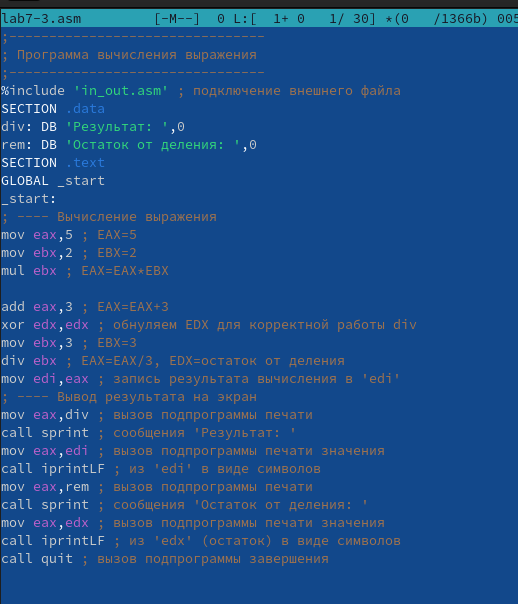 lab7-3.asm [-M--] 0 L:[ 1+ 0 1/ 30] *(0 /1366b) 005
;------------------------------
; Программа вычисления выражения
;------------------------------
%include 'in_out.asm' ; подключение внешнего файла
SECTION .data
div: DB 'Результат: ',0
rem: DB 'Остаток от деления: ',0
SECTION .text
GLOBAL _start
_start:
; ---- Вычисление выражения
mov eax,5 ; EAX=5
mov ebx,2 ; EBX=2
mul ebx ; EAX=EAX*EBX
add eax,3 ; EAX=EAX+3
xor edx,edx ; обнуляем EDX для корректной работы div
mov ebx,3 ; EBX=3
div ebx ; EAX=EAX/3, EDX=остаток от деления
mov edi,eax ; запись результата вычисления в 'edi'
; ---- Вывод результата на экран
mov eax,div ; вызов подпрограммы печати
call sprint ; сообщения 'Результат: '
mov eax,edi ; вызов подпрограммы печати значения
call iprintLF ; из 'edi' в виде символов
mov eax,rem ; вызов подпрограммы печати
call sprint ; сообщения 'Остаток от деления: '
mov eax,edx ; вызов подпрограммы печати значения
call iprintLF ; из 'edx' (остаток) в виде символов
call quit ; вызов подпрограммы завершения